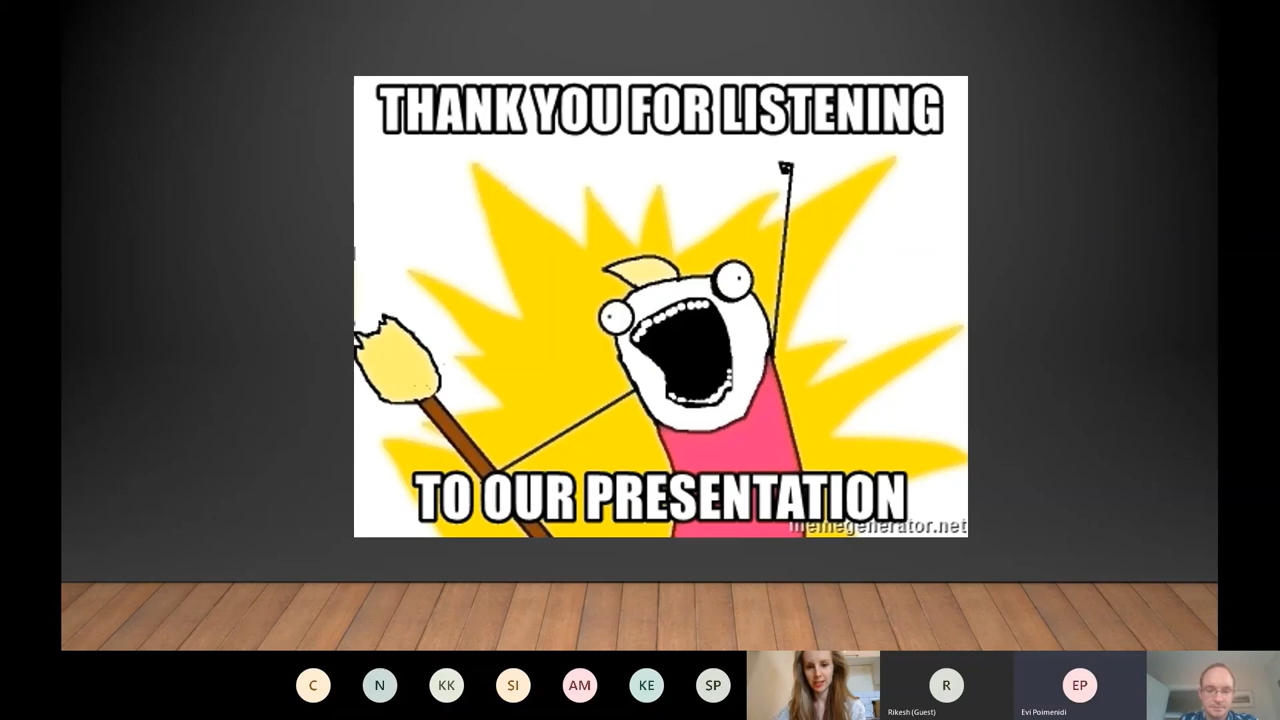 THANK YOU FOR LISTENING
TO OUR PRESENTATION
memegenerator.net
C
N
KK
SI
AM
KE
SP
R
EP
Rikesh (Guest)
Evi Poimenidi